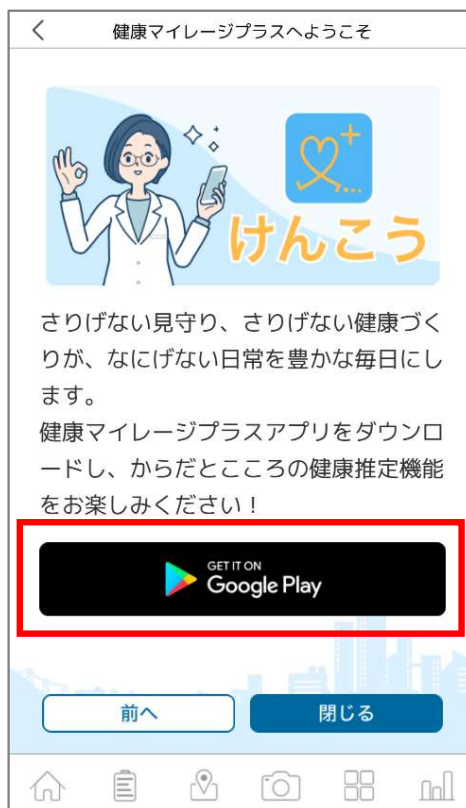 健康マイレージプラスへようこそ
けんこう
さりげない見守り、さりげない健康づく
りが、なにげない日常を豊かな毎日にし
ます。
健康マイレージプラスアプリをダウンロ
ードし、からだとこころの健康推定機能
をお楽しみください！
GET IT ON
Google Play
前へ
閉じる